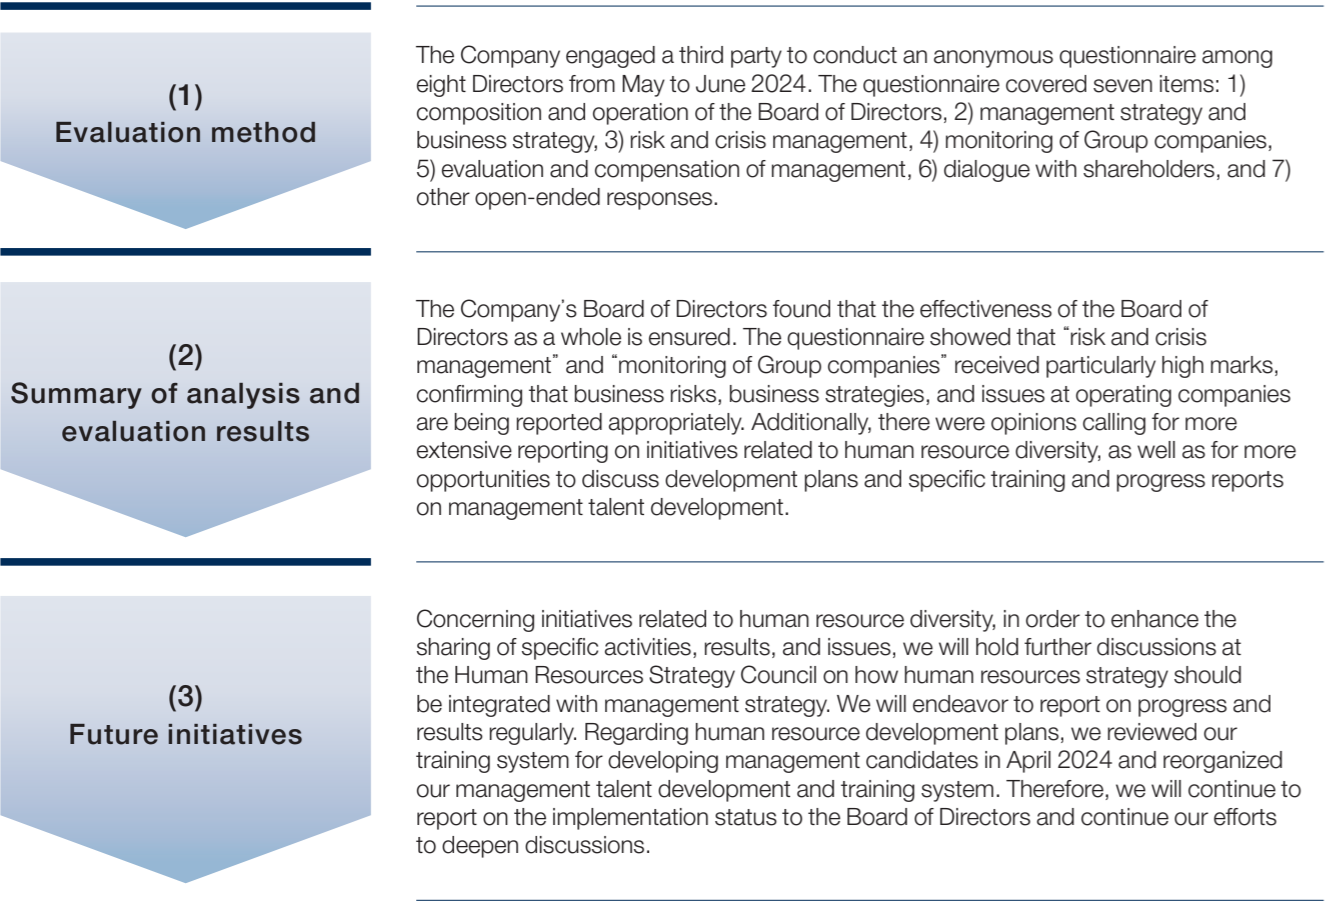 (1)
Evaluation method
The Company engaged a third party to conduct an anonymous questionnaire among
eight Directors from May to June 2024. The questionnaire covered seven items: 1)
composition and operation of the Board of Directors, 2) management strategy and
business strategy, 3) risk and crisis management, 4) monitoring of Group companies,
5) evaluation and compensation of management, 6) dialogue with shareholders, and 7)
other open-ended responses.
(2)
Summary of analysis and
evaluation results
The Company’s Board of Directors found that the effectiveness of the Board of
Directors as a whole is ensured. The questionnaire showed that “risk and crisis
management” and “monitoring of Group companies” received particularly high marks,
confirming that business risks, business strategies, and issues at operating companies
are being reported appropriately. Additionally, there were opinions calling for more
extensive reporting on initiatives related to human resource diversity, as well as for more
opportunities to discuss development plans and specific training and progress reports
on management talent development.
(3)
Future initiatives
Concerning initiatives related to human resource diversity, in order to enhance the
sharing of specific activities, results, and issues, we will hold further discussions at
the Human Resources Strategy Council on how human resources strategy should
be integrated with management strategy. We will endeavor to report on progress and
results regularly. Regarding human resource development plans, we reviewed our
training system for developing management candidates in April 2024 and reorganized
our management talent development and training system. Therefore, we will continue to
report on the implementation status to the Board of Directors and continue our efforts
to deepen discussions.